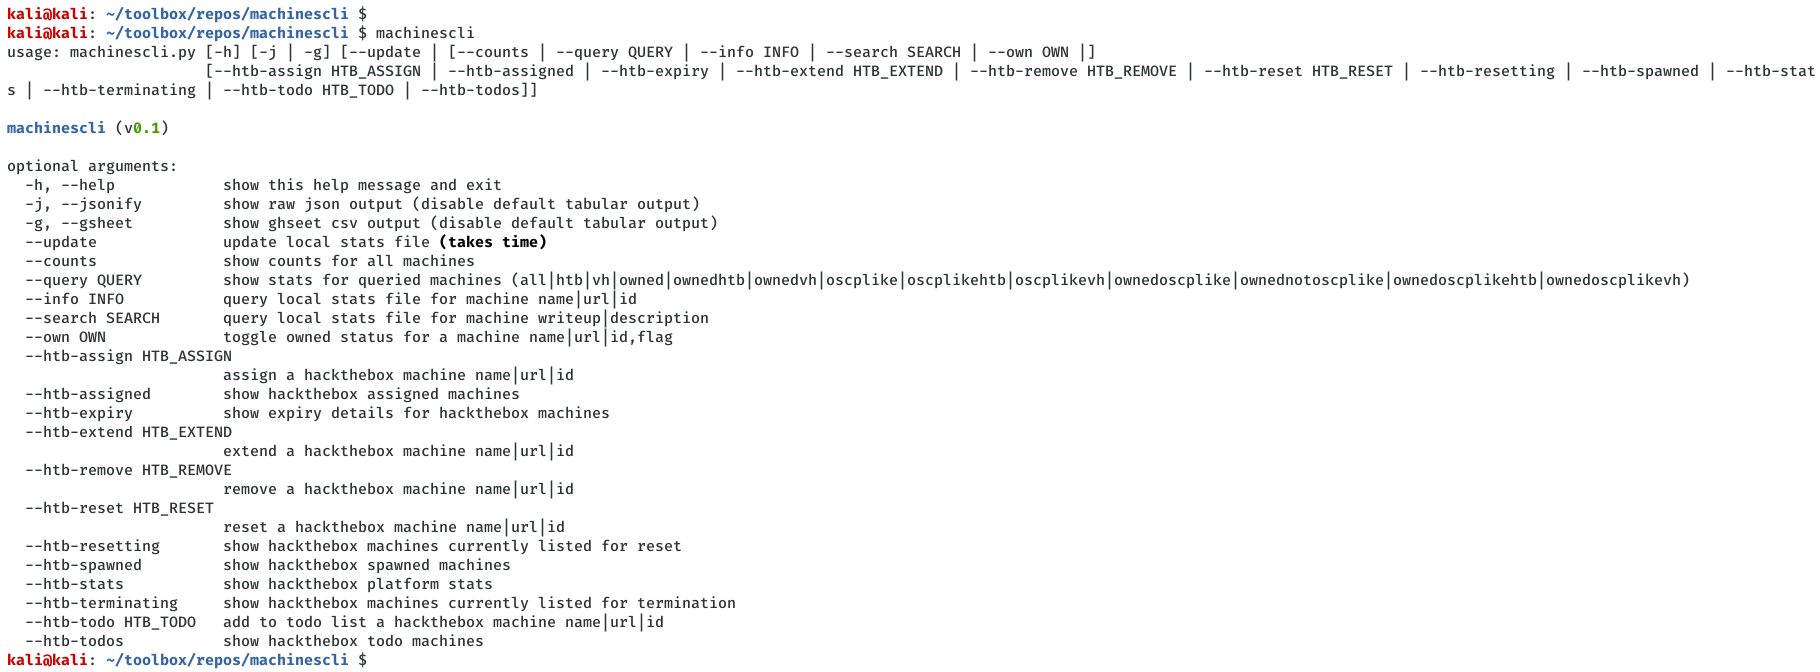 kali@kali: ~/toolbox/repos/machinescli $
kali@kali: ~/toolbox/repos/machinescli $ machinescli
usage: machinescli.py [-h] [-j | -g] [--update | [--counts | --query QUERY | --info INFO | --search SEARCH | --own OWN |]
[--htb-assign HTB_ASSIGN | --htb-assigned | --htb-expiry | --htb-extend HTB_EXTEND | --htb-remove HTB_REMOVE | --htb-reset HTB_RESET | --htb-resetting | --htb-spawned | --htb-stat
s | --htb-terminating | --htb-todo HTB_TODO | --htb-todos]]
machinescli (v0.1)
optional arguments:
-h, --help show this help message and exit
-j, --jsonify show raw json output (disable default tabular output)
-g, --gsheet show ghseet csv output (disable default tabular output)
--update update local stats file (takes time)
--counts show counts for all machines
--query QUERY show stats for queried machines (all|htb|vh|owned|ownedhtb|ownedvh|oscplike|oscplikehtb|oscplikevh|ownedoscplike|ownednotoscplike|ownedoscplikehtb|ownedoscplikevh)
--info INFO query local stats file for machine name|url|id
--search SEARCH query local stats file for machine writeup|description
--own OWN toggle owned status for a machine name|url|id,flag
--htb-assign HTB_ASSIGN
assign a hackthebox machine name|url|id
--htb-assigned show hackthebox assigned machines
--htb-expiry show expiry details for hackthebox machines
--htb-extend HTB_EXTEND
extend a hackthebox machine name|url|id
--htb-remove HTB_REMOVE
remove a hackthebox machine name|url|id
--htb-reset HTB_RESET
reset a hackthebox machine name|url|id
--htb-resetting show hackthebox machines currently listed for reset
--htb-spawned show hackthebox spawned machines
--htb-stats show hackthebox platform stats
--htb-terminating show hackthebox machines currently listed for termination
--htb-todo HTB_TODO add to todo list a hackthebox machine name|url|id
--htb-todos show hackthebox todo machines
kali@kali: ~/toolbox/repos/machinescli $